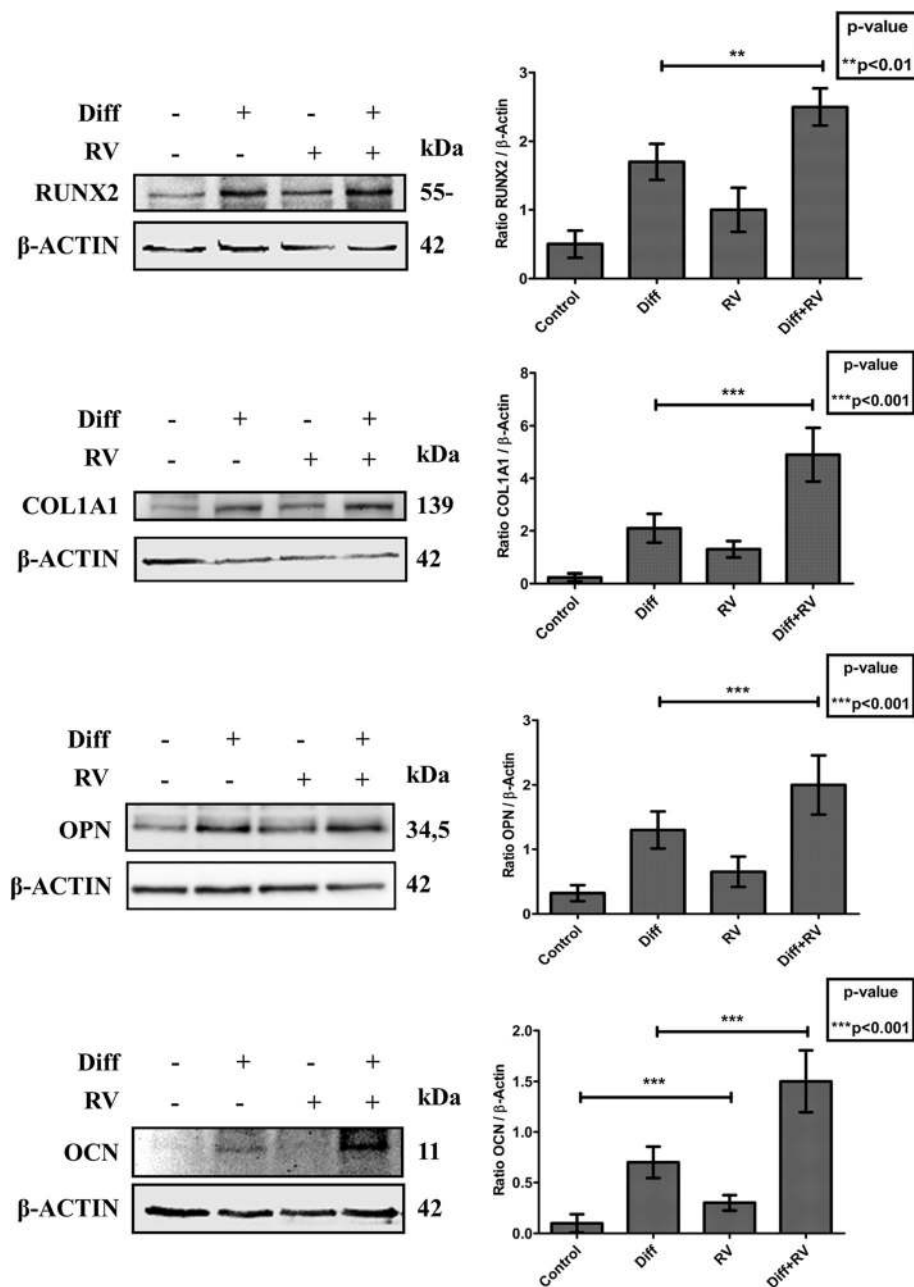 Diff - + - +
RV - - + + kDa
RUNX2 55-
β-ACTIN 42
p-value
**p<0.01
**
Ratio RUNX2 / β-Actin
3
2
1
0
Control Diff RV Diff+RV
Diff - + - +
RV - - + + kDa
COL1A1 139
β-ACTIN 42
p-value
***p<0.001
***
Ratio COL1A1 / β-Actin
8
6
4
2
0
Control Diff RV Diff+RV
Diff - + - +
RV - - + + kDa
OPN 34,5
β-ACTIN 42
p-value
***p<0.001
***
Ratio OPN / β-Actin
3
2
1
0
Control Diff RV Diff+RV
Diff - + - +
RV - - + + kDa
OCN 11
β-ACTIN 42
p-value
***p<0.001
***
***
Ratio OCN / β-Actin
2.0
1.5
1.0
0.5
0.0
Control Diff RV Diff+RV